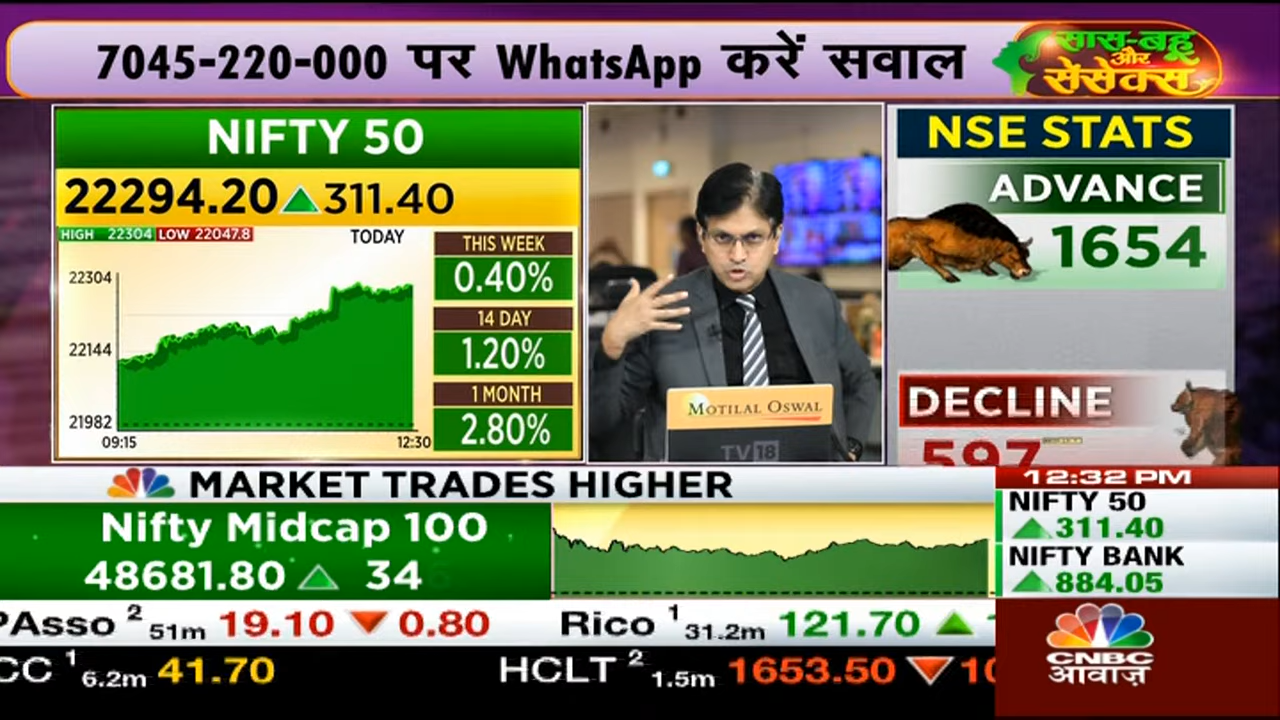 7045-220-000 पर WhatsApp करें सवाल
सास-बहू
और
सेंसेक्स
NIFTY 50
22294.20 ▲ 311.40
HIGH 22304 LOW 22047.8
TODAY
22304
22144
21982
09:15
12:30
THIS WEEK
0.40%
14 DAY
1.20%
1 MONTH
2.80%
MOTILAL OSWAL
TV18
NSE STATS
ADVANCE
1654
DECLINE
597
MARKET TRADES HIGHER
Nifty Midcap 100
48681.80 ▲ 34
12:32 PM
NIFTY 50
▲ 311.40
NIFTY BANK
▲ 884.05
PAsso ² 51m 19.10 ▼ 0.80 Rico ¹ 31.2m 121.70 ▲
CC ¹ 6.2m 41.70 HCLT ² 1.5m 1653.50 ▼ 10
CNBC
आवाज़